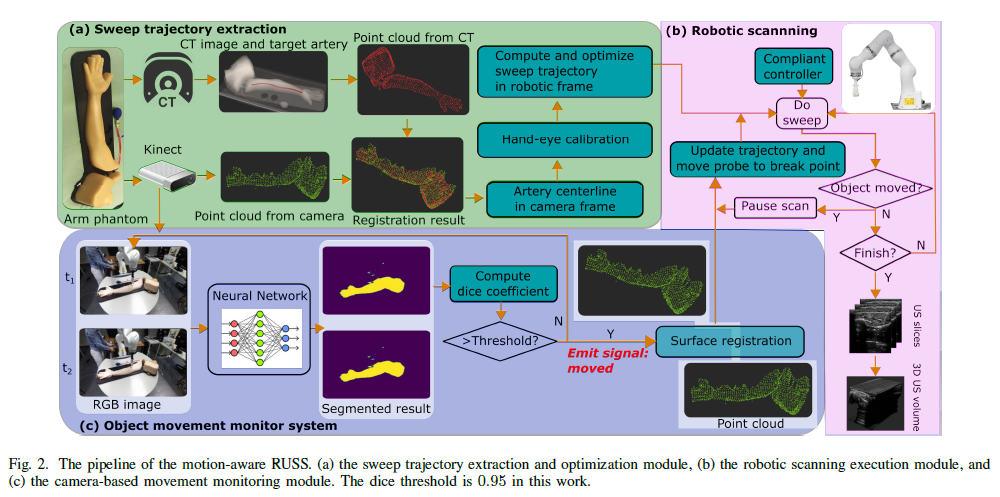 (a) Sweep trajectory extraction
CT image and target artery
Point cloud from CT
CT
Compute and optimize
sweep trajectory
in robotic frame
Kinect
Hand-eye calibration
Arm phantom
Point cloud from camera
Registration result
Artery centerline
in camera frame
(b) Robotic scannning
Compliant
controller
Do
sweep
Update trajectory and
move probe to break point
Object moved?
Pause scan
Y
N
Finish?
N
Y
US slices
3D US volume
t1
t2
RGB image
Neural Network
Segmented result
Compute
dice coefficient
>Threshold?
N
Y
Emit signal:
moved
Surface registration
Point cloud
(c) Object movement monitor system
Fig. 2. The pipeline of the motion-aware RUSS. (a) the sweep trajectory extraction and optimization module, (b) the robotic scanning execution module, and
(c) the camera-based movement monitoring module. The dice threshold is 0.95 in this work.